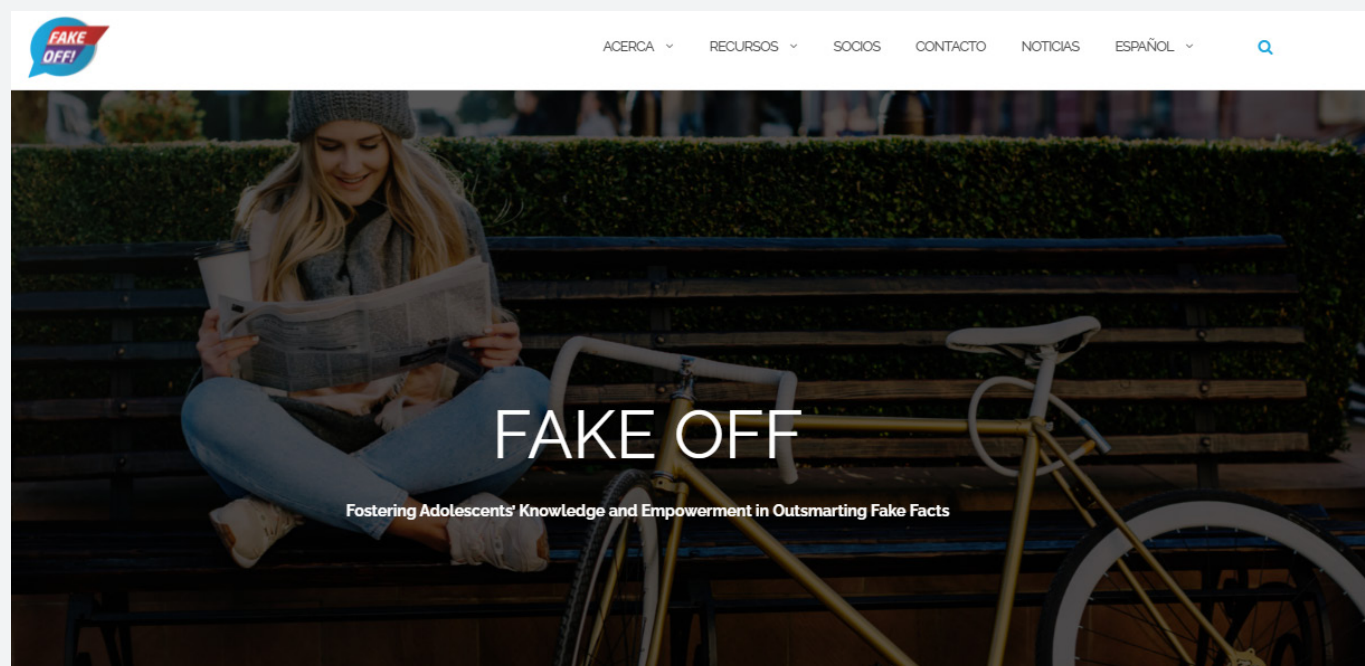 FAKE
OFF!
ACERCA
RECURSOS
SOCIOS
CONTACTO
NOTICIAS
ESPAÑOL
FAKE OFF
Fostering Adolescents' Knowledge and Empowerment in Outsmarting Fake Facts